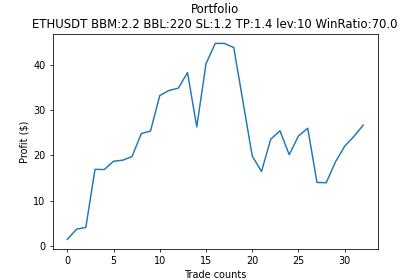 Portfolio
ETHUSDT BBM:2.2 BBL:220 SL:1.2 TP:1.4 lev:10 WinRatio:70.0
Profit ($)
40
30
20
10
0
0 5 10 15 20 25 30
Trade counts